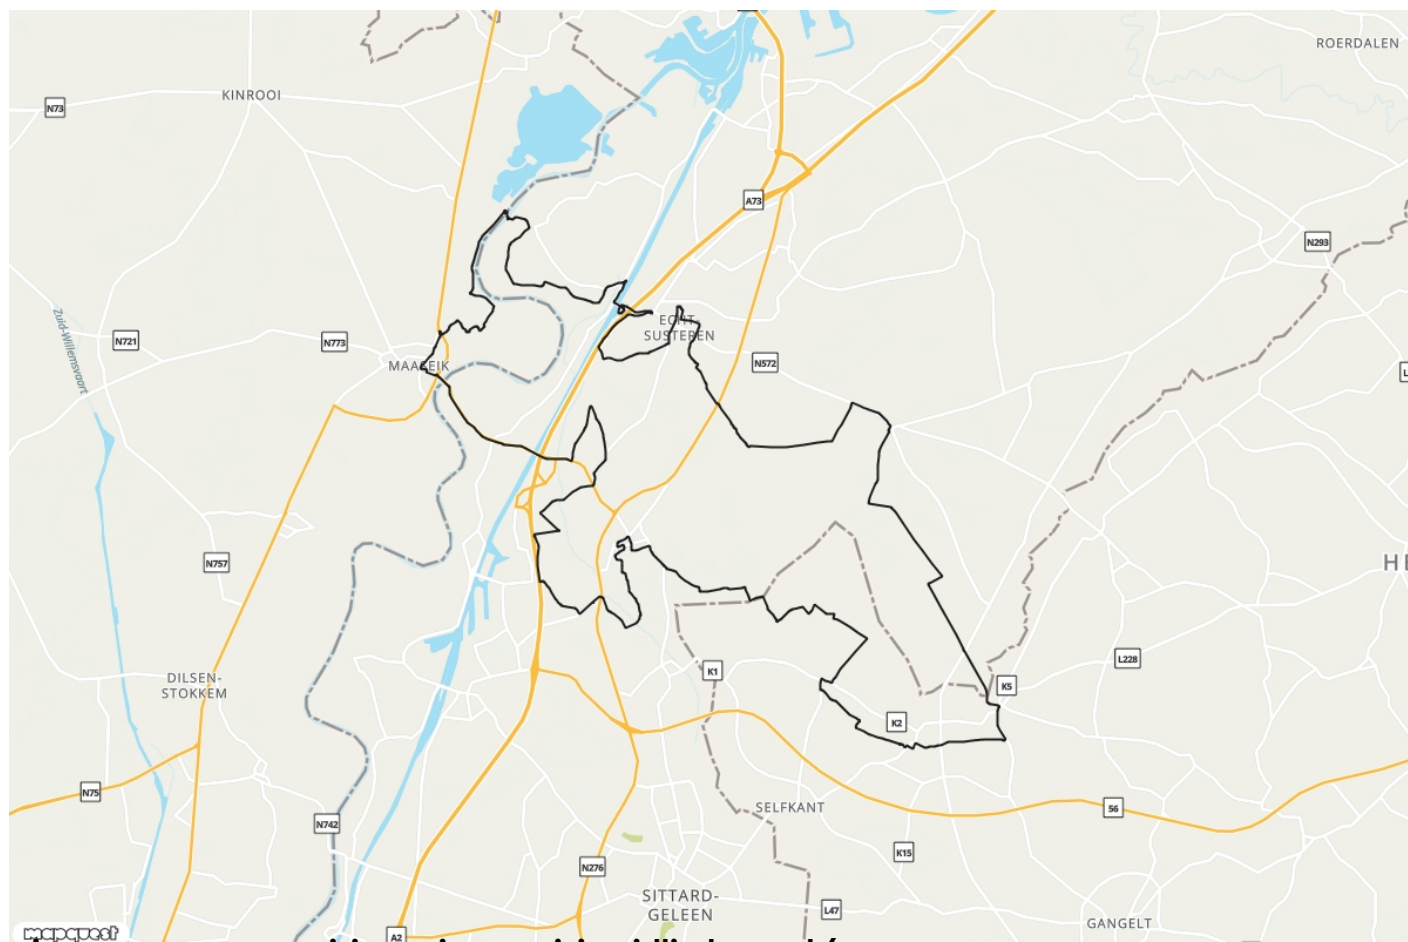 ROERDALEN
KINROOI
N73
A73
N293
Zuid-Willemsvaart
N721
N773
ECHT-
SUSTEREN
MAASEIK
N572
N757
HE
L228
K1
K5
DILSEN-
STOKKEM
K2
N75
SELFKANT
56
N742
K15
N276
SITTARD-
GELEEN
L47
GANGELT
A2
mapquest